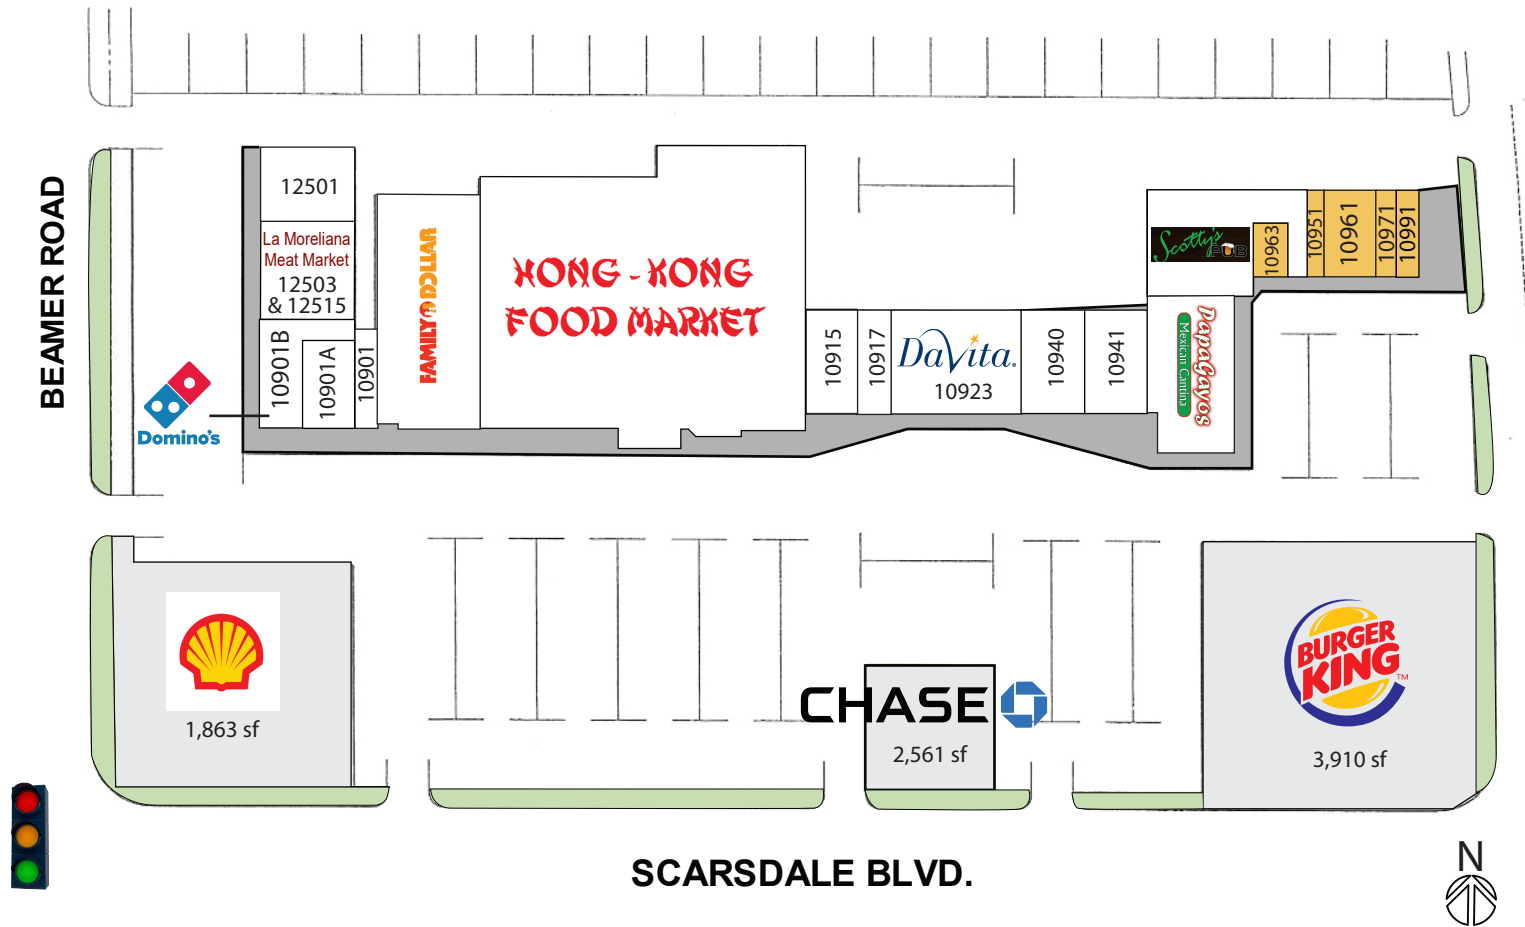 BEAMER ROAD
12501
La Moreliana
Meat Market
12503
& 12515
10901B
10901A
10901
Domino's
FAMILY DOLLAR
HONG - KONG
FOOD MARKET
10915
10917
DaVita.
10923
10940
10941
Scotty's
PUB
10963
10951
10961
10971
10991
Papagayos
Mexican Cantina
1,863 sf
CHASE
2,561 sf
BURGER
KING
TM
3,910 sf
SCARSDALE BLVD.
N